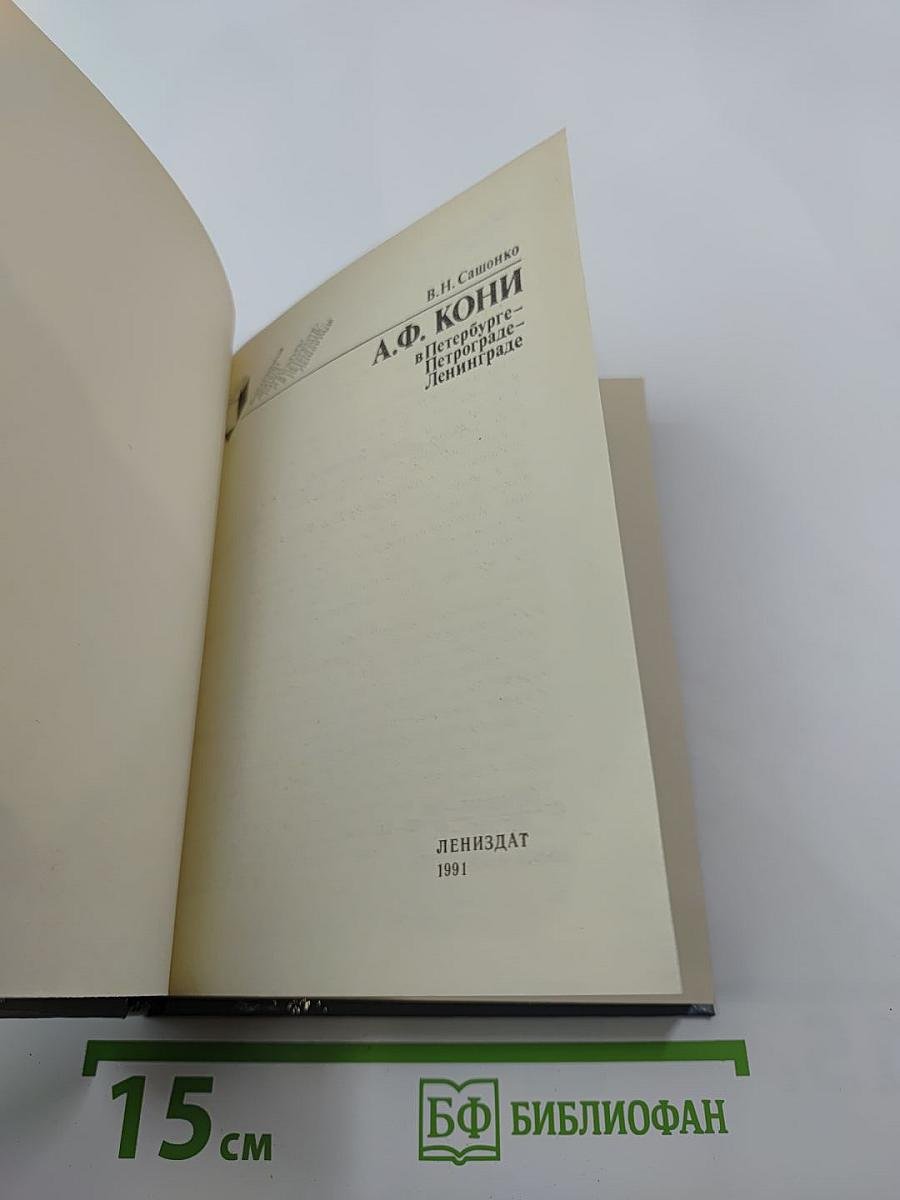 В.Н. Сашонко
А.Ф. КОНИ
в Петербурге–
Петрограде–
Ленинграде
ЛЕНИЗДАТ
1991
15 см
БФ БИБЛИОФАН